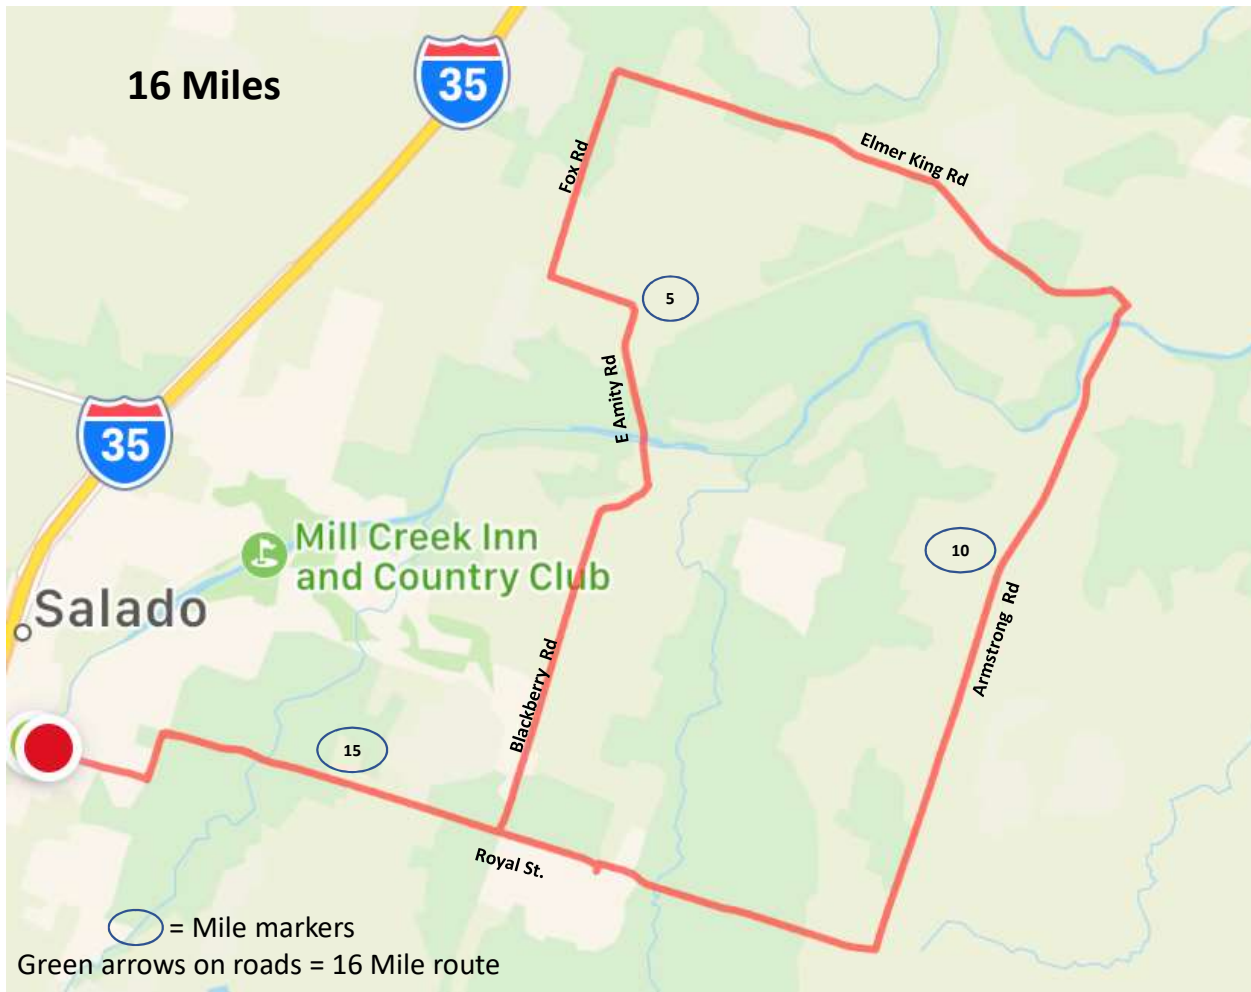 16 Miles
35
Elmer King Rd
Fox Rd
5
E Amity Rd
35
Mill Creek Inn
and Country Club
10
Salado
Armstrong Rd
Blackberry Rd
15
Royal St.
= Mile markers
Green arrows on roads = 16 Mile route